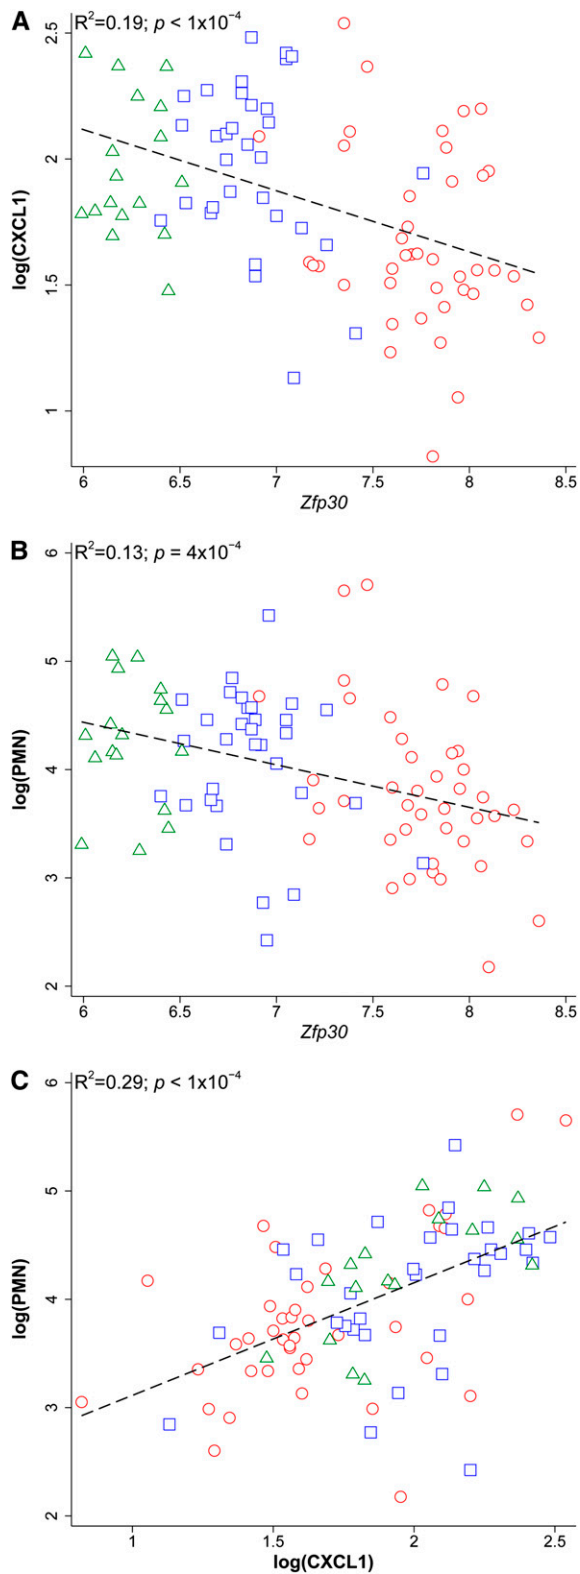 A
R²=0.19; p < 1x10⁻⁴
2.5
2
1.5
1
log(CXCL1)
6 6.5 7 7.5 8 8.5
Zfp30
B
R²=0.13; p = 4x10⁻⁴
6
5
4
3
2
log(PMN)
6 6.5 7 7.5 8 8.5
Zfp30
C
R²=0.29; p < 1x10⁻⁴
6
5
4
3
2
log(PMN)
1 1.5 2 2.5
log(CXCL1)